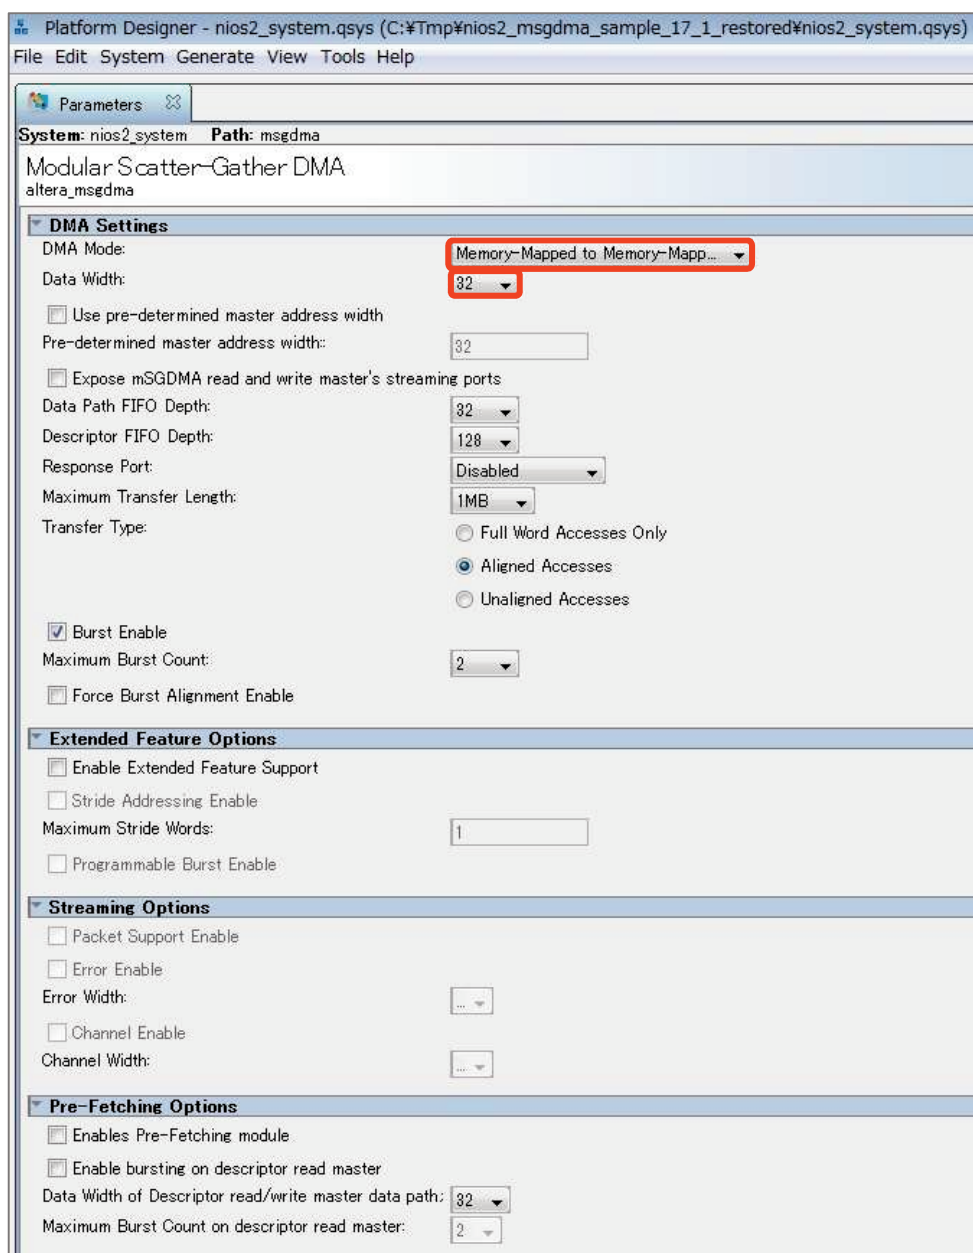 Platform Designer - nios2_system.qsys (C:¥Tmp¥nios2_msgdma_sample_17_1_restored¥nios2_system.qsys)
File Edit System Generate View Tools Help
Parameters
System: nios2_system Path: msgdma
Modular Scatter-Gather DMA
altera_msgdma
DMA Settings
DMA Mode: Memory-Mapped to Memory-Mapp...
Data Width: 32
Use pre-determined master address width
Pre-determined master address width:: 32
Expose mSGDMA read and write master's streaming ports
Data Path FIFO Depth: 32
Descriptor FIFO Depth: 128
Response Port: Disabled
Maximum Transfer Length: 1MB
Transfer Type: Full Word Accesses Only
Aligned Accesses
Unaligned Accesses
Burst Enable
Maximum Burst Count: 2
Force Burst Alignment Enable
Extended Feature Options
Enable Extended Feature Support
Stride Addressing Enable
Maximum Stride Words: 1
Programmable Burst Enable
Streaming Options
Packet Support Enable
Error Enable
Error Width: ...
Channel Enable
Channel Width: ...
Pre-Fetching Options
Enables Pre-Fetching module
Enable bursting on descriptor read master
Data Width of Descriptor read/write master data path: 32
Maximum Burst Count on descriptor read master: 2